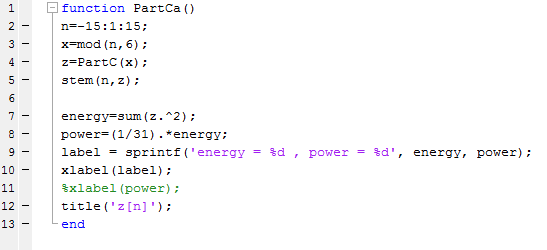 1 function PartCa()
2 n=-15:1:15;
3 x=mod(n,6);
4 z=PartC(x);
5 stem(n,z);
6
7 energy=sum(z.^2);
8 power=(1/31).*energy;
9 label = sprintf('energy = %d , power = %d', energy, power);
10 xlabel(label);
11 %xlabel(power);
12 title('z[n]');
13 end